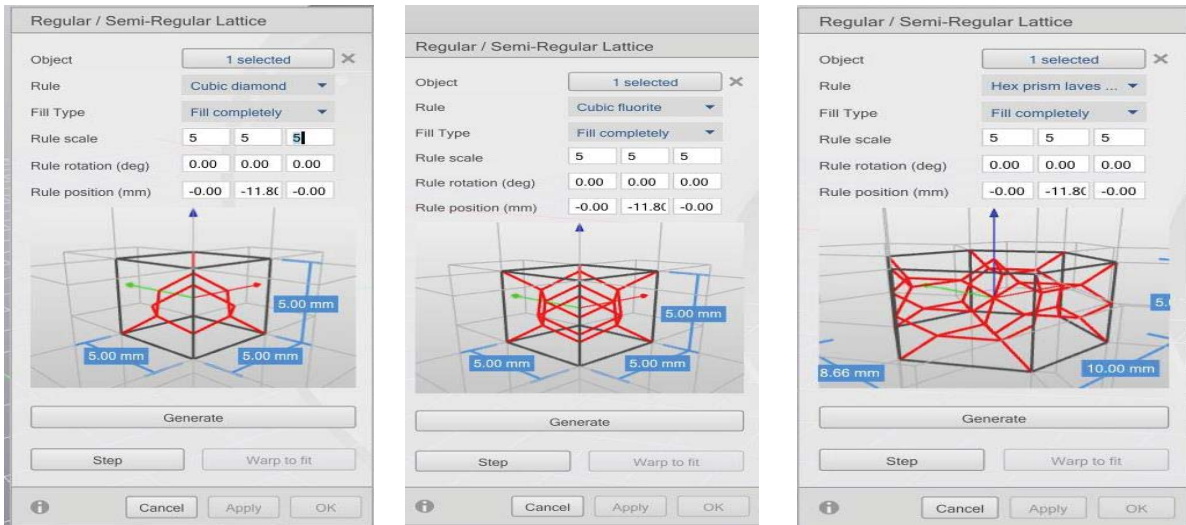 Regular / Semi-Regular Lattice
Object 1 selected
Rule Cubic diamond
Fill Type Fill completely
Rule scale 5 5 5
Rule rotation (deg) 0.00 0.00 0.00
Rule position (mm) -0.00 -11.8( -0.00
5.00 mm
5.00 mm 5.00 mm
Generate
Step Warp to fit
Cancel Apply OK
Regular / Semi-Regular Lattice
Object 1 selected
Rule Cubic fluorite
Fill Type Fill completely
Rule scale 5 5 5
Rule rotation (deg) 0.00 0.00 0.00
Rule position (mm) -0.00 -11.8( -0.00
5.00 mm
5.00 mm 5.00 mm
Generate
Step Warp to fit
Cancel Apply OK
Regular / Semi-Regular Lattice
Object 1 selected
Rule Hex prism laves ...
Fill Type Fill completely
Rule scale 5 5 5
Rule rotation (deg) 0.00 0.00 0.00
Rule position (mm) -0.00 -11.8( -0.00
5.
8.66 mm 10.00 mm
Generate
Step Warp to fit
Cancel Apply OK